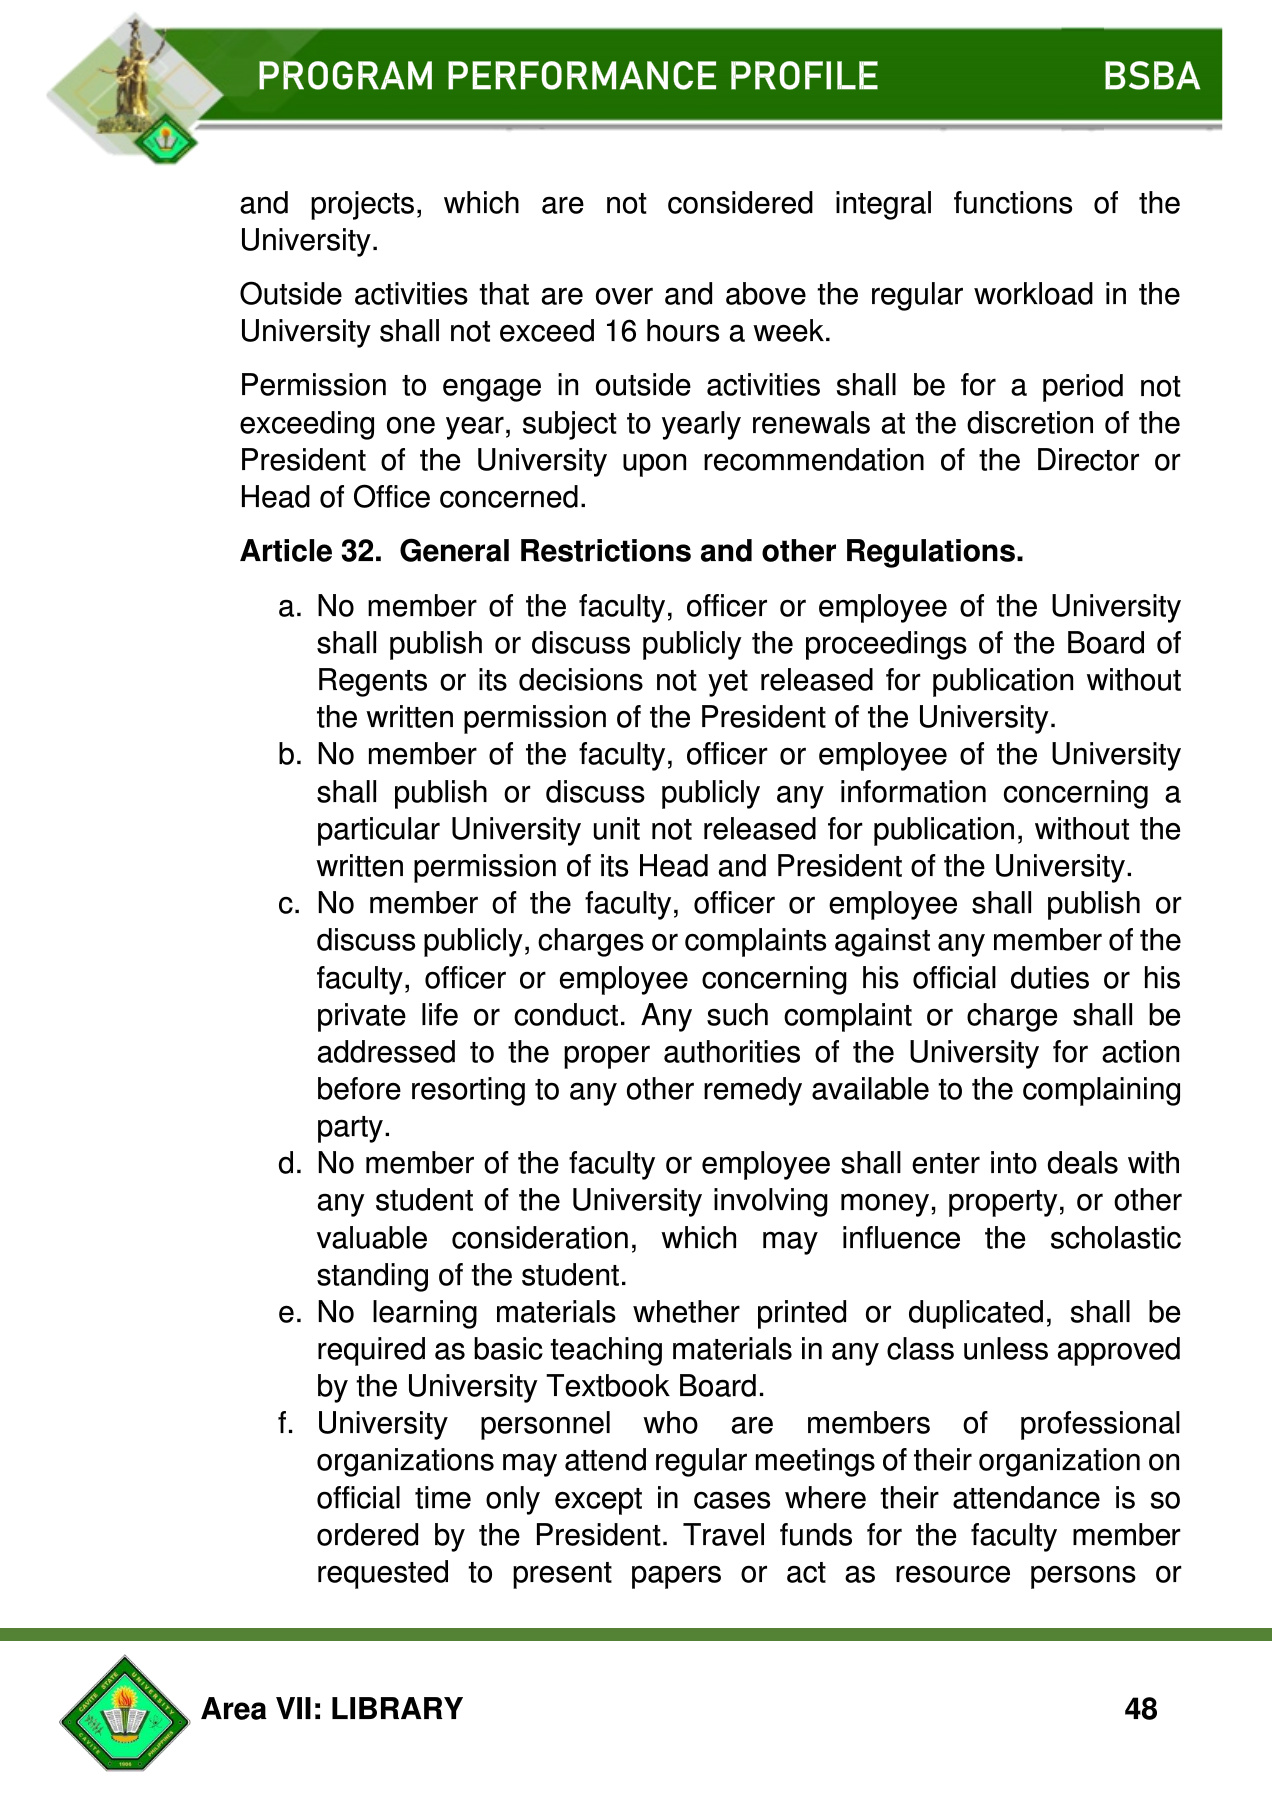 PROGRAM PERFORMANCE PROFILE BSBA
and projects, which are not considered integral functions of the
University.
Outside activities that are over and above the regular workload in the
University shall not exceed 16 hours a week.
Permission to engage in outside activities shall be for a period not
exceeding one year, subject to yearly renewals at the discretion of the
President of the University upon recommendation of the Director or
Head of Office concerned.
Article 32. General Restrictions and other Regulations.
a. No member of the faculty, officer or employee of the University
shall publish or discuss publicly the proceedings of the Board of
Regents or its decisions not yet released for publication without
the written permission of the President of the University.
b. No member of the faculty, officer or employee of the University
shall publish or discuss publicly any information concerning a
particular University unit not released for publication, without the
written permission of its Head and President of the University.
c. No member of the faculty, officer or employee shall publish or
discuss publicly, charges or complaints against any member of the
faculty, officer or employee concerning his official duties or his
private life or conduct. Any such complaint or charge shall be
addressed to the proper authorities of the University for action
before resorting to any other remedy available to the complaining
party.
d. No member of the faculty or employee shall enter into deals with
any student of the University involving money, property, or other
valuable consideration, which may influence the scholastic
standing of the student.
e. No learning materials whether printed or duplicated, shall be
required as basic teaching materials in any class unless approved
by the University Textbook Board.
f. University personnel who are members of professional
organizations may attend regular meetings of their organization on
official time only except in cases where their attendance is so
ordered by the President. Travel funds for the faculty member
requested to present papers or act as resource persons or
CAVITE STATE UNIVERSITY
CAVITE PHILIPPINES
1906
Area VII: LIBRARY 48